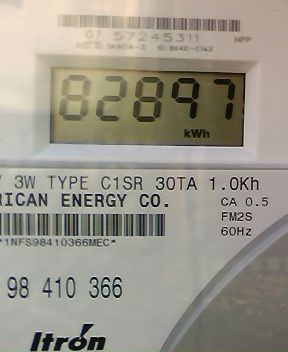 07 57245311
82897
kWh
3W TYPE C1SR 30TA 1.0Kh
RICAN ENERGY CO. CA 0.5
FM2S
*1NFS98410366MEC* 60Hz
98 410 366
Itrón